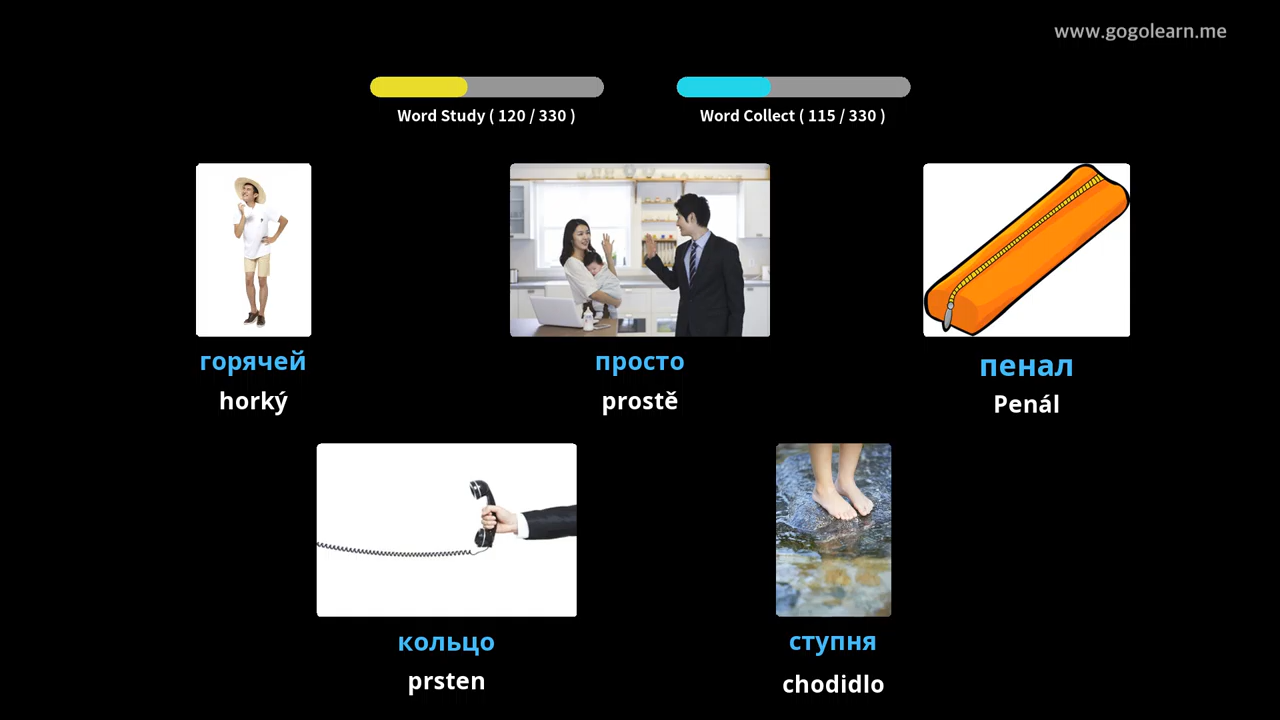 www.gogolearn.me
Word Study ( 120 / 330 )
Word Collect ( 115 / 330 )
горячей
horký
просто
prostě
пенал
Penál
кольцо
prsten
ступня
chodidlo